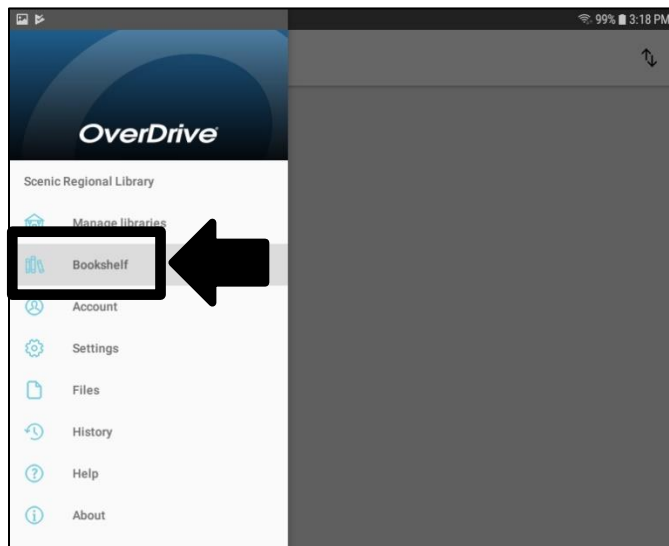 99% 3:18 PM
OverDrive
Scenic Regional Library
Manage libraries
Bookshelf
Account
Settings
Files
History
Help
About